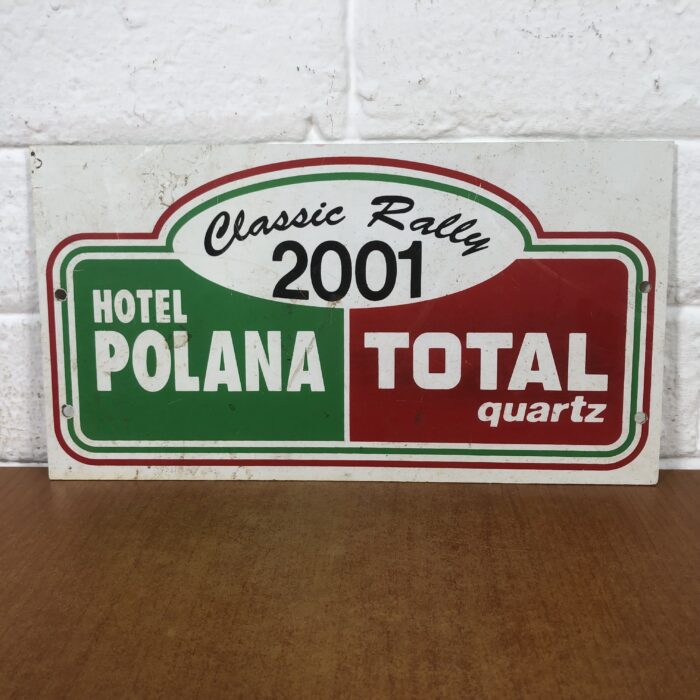 Classic Rally
2001
HOTEL
POLANA
TOTAL
quartz